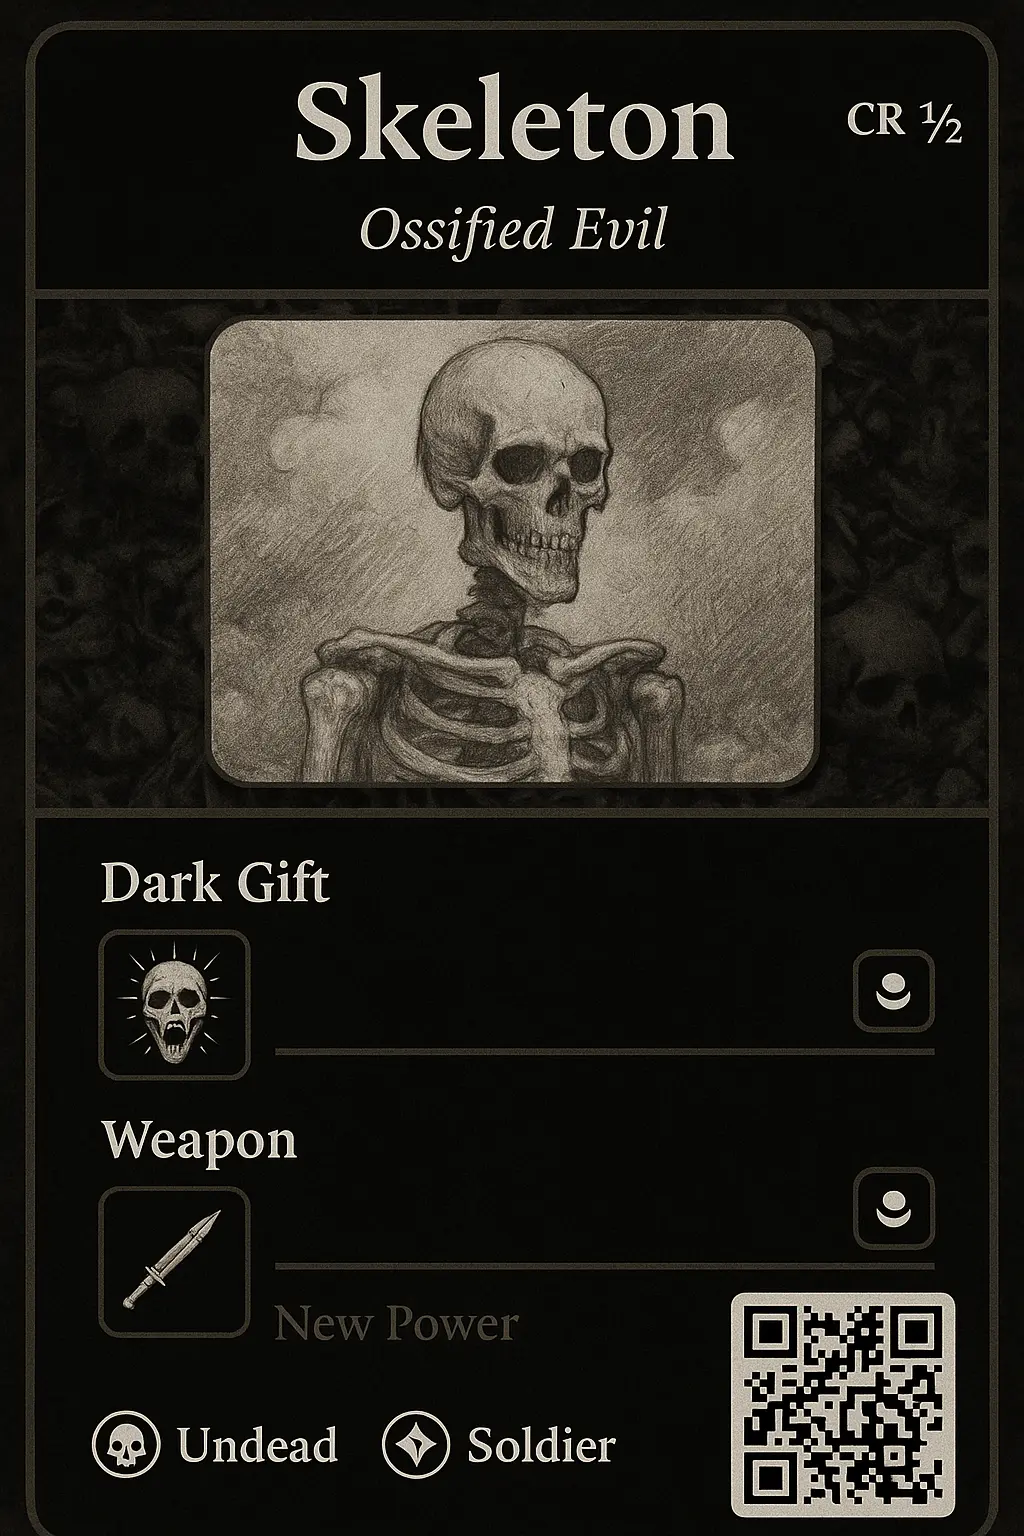 Skeleton
CR ½
Ossified Evil
Dark Gift
Weapon
New Power
Undead
Soldier